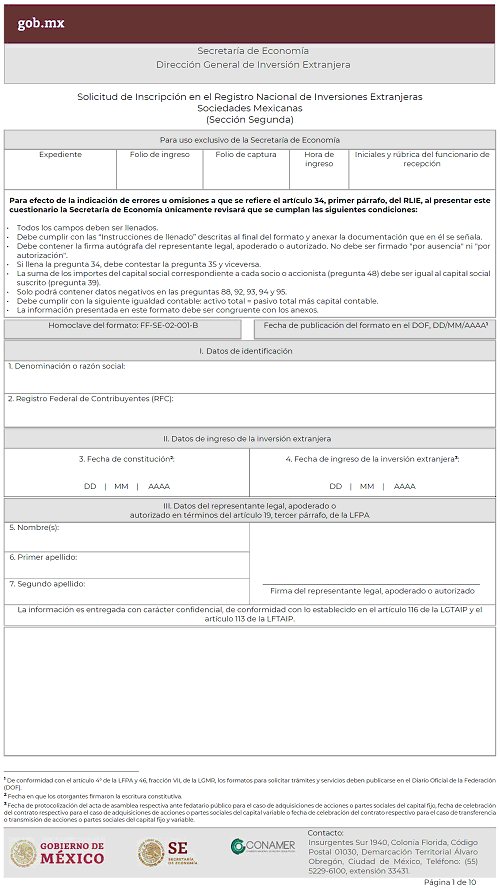 gob.mx
Secretaría de Economía
Dirección General de Inversión Extranjera
Solicitud de Inscripción en el Registro Nacional de Inversiones Extranjeras
Sociedades Mexicanas
(Sección Segunda)
Para uso exclusivo de la Secretaría de Economía
Expediente
Folio de ingreso
Folio de captura
Hora de
ingreso
Iniciales y rúbrica del funcionario de
recepción
Para efecto de la indicación de errores u omisiones a que se refiere el artículo 34, primer párrafo, del RLIE, al presentar este
cuestionario la Secretaría de Economía únicamente revisará que se cumplan las siguientes condiciones:
• Todos los campos deben ser llenados.
• Debe cumplir con las "Instrucciones de llenado" descritas al final del formato y anexar la documentación que en él se señala.
• Debe contener la firma autógrafa del representante legal, apoderado o autorizado. No debe ser firmado "por ausencia" ni "por
autorización".
• Si llena la pregunta 34, debe contestar la pregunta 35 y viceversa.
• La suma de los importes del capital social correspondiente a cada socio o accionista (pregunta 48) debe ser igual al capital social
suscrito (pregunta 39).
• Solo podrá contener datos negativos en las preguntas 88, 92, 93, 94 y 95.
• Debe cumplir con la siguiente igualdad contable: activo total = pasivo total más capital contable.
• La información presentada en este formato debe ser congruente con los anexos.
Homoclave del formato: FF-SE-02-001-B
Fecha de publicación del formato en el DOF, DD/MM/AAAA¹
I. Datos de identificación
1. Denominación o razón social:
2. Registro Federal de Contribuyentes (RFC):
II. Datos de ingreso de la inversión extranjera
3. Fecha de constitución²:
DD | MM | AAAA
4. Fecha de ingreso de la inversión extranjera³:
DD | MM | AAAA
III. Datos del representante legal, apoderado o
autorizado en términos del artículo 19, tercer párrafo, de la LFPA
5. Nombre(s):
6. Primer apellido:
7. Segundo apellido:
Firma del representante legal, apoderado o autorizado
La información es entregada con carácter confidencial, de conformidad con lo establecido en el artículo 116 de la LGTAIP y el
artículo 113 de la LFTAIP.
¹ De conformidad con el artículo 4° de la LFPA y 46, fracción VII, de la LGMR, los formatos para solicitar trámites y servicios deben publicarse en el Diario Oficial de la Federación
(DOF).
² Fecha en que los otorgantes firmaron la escritura constitutiva.
³ Fecha de protocolización del acta de asamblea respectiva ante fedatario público para el caso de adquisiciones de acciones o partes sociales del capital fijo, fecha de celebración
del contrato respectivo para el caso de adquisiciones de acciones o partes sociales del capital variable o fecha de celebración del contrato respectivo para el caso de transferencia
o transmisión de acciones o partes sociales del capital fijo y variable.
GOBIERNO DE
MÉXICO
SE
SECRETARÍA
DE ECONOMÍA
CONAMER
Contacto:
Insurgentes Sur 1940, Colonia Florida, Código
Postal 01030, Demarcación Territorial Álvaro
Obregón, Ciudad de México, Teléfono: (55)
5229-6100, extensión 33431.
Página 1 de 10